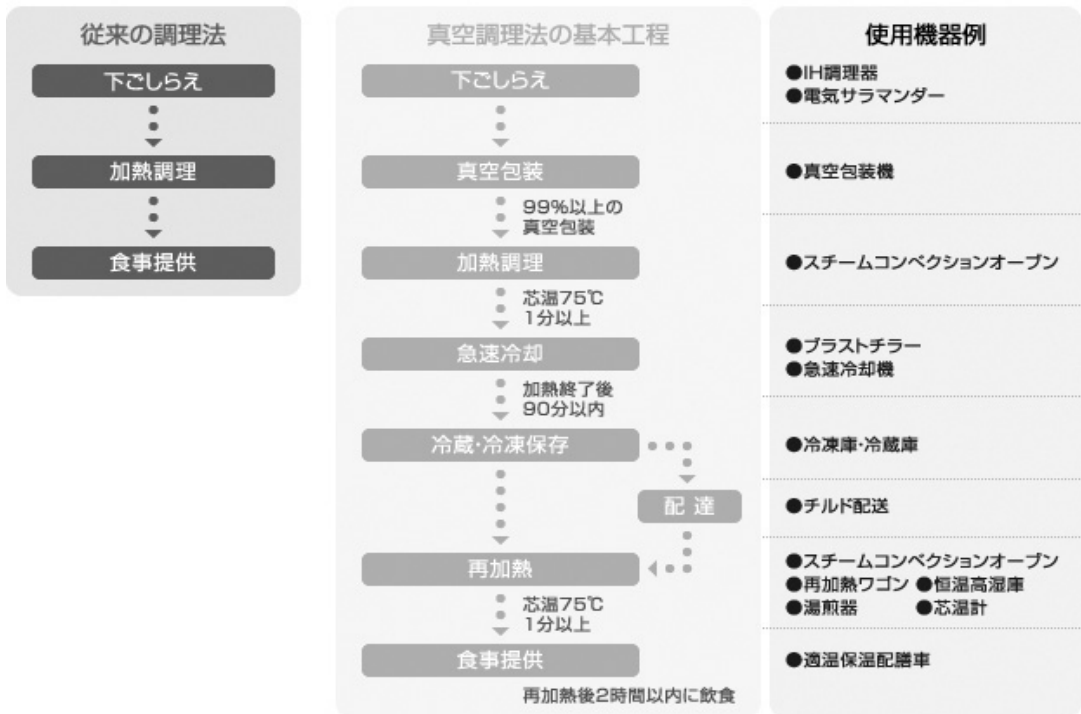 従来の調理法
下ごしらえ
加熱調理
食事提供
真空調理法の基本工程
下ごしらえ
真空包装
99%以上の
真空包装
加熱調理
芯温75℃
1分以上
急速冷却
加熱終了後
90分以内
冷蔵・冷凍保存
配達
再加熱
芯温75℃
1分以上
食事提供
再加熱後2時間以内に飲食
使用機器例
●IH調理器
●電気サラマンダー
●真空包装機
●スチームコンベクションオーブン
●ブラストチラー
●急速冷却機
●冷凍庫・冷蔵庫
●チルド配送
●スチームコンベクションオーブン
●再加熱ワゴン ●恒温高湿庫
●湯煎器 ●芯温計
●適温保温配膳車